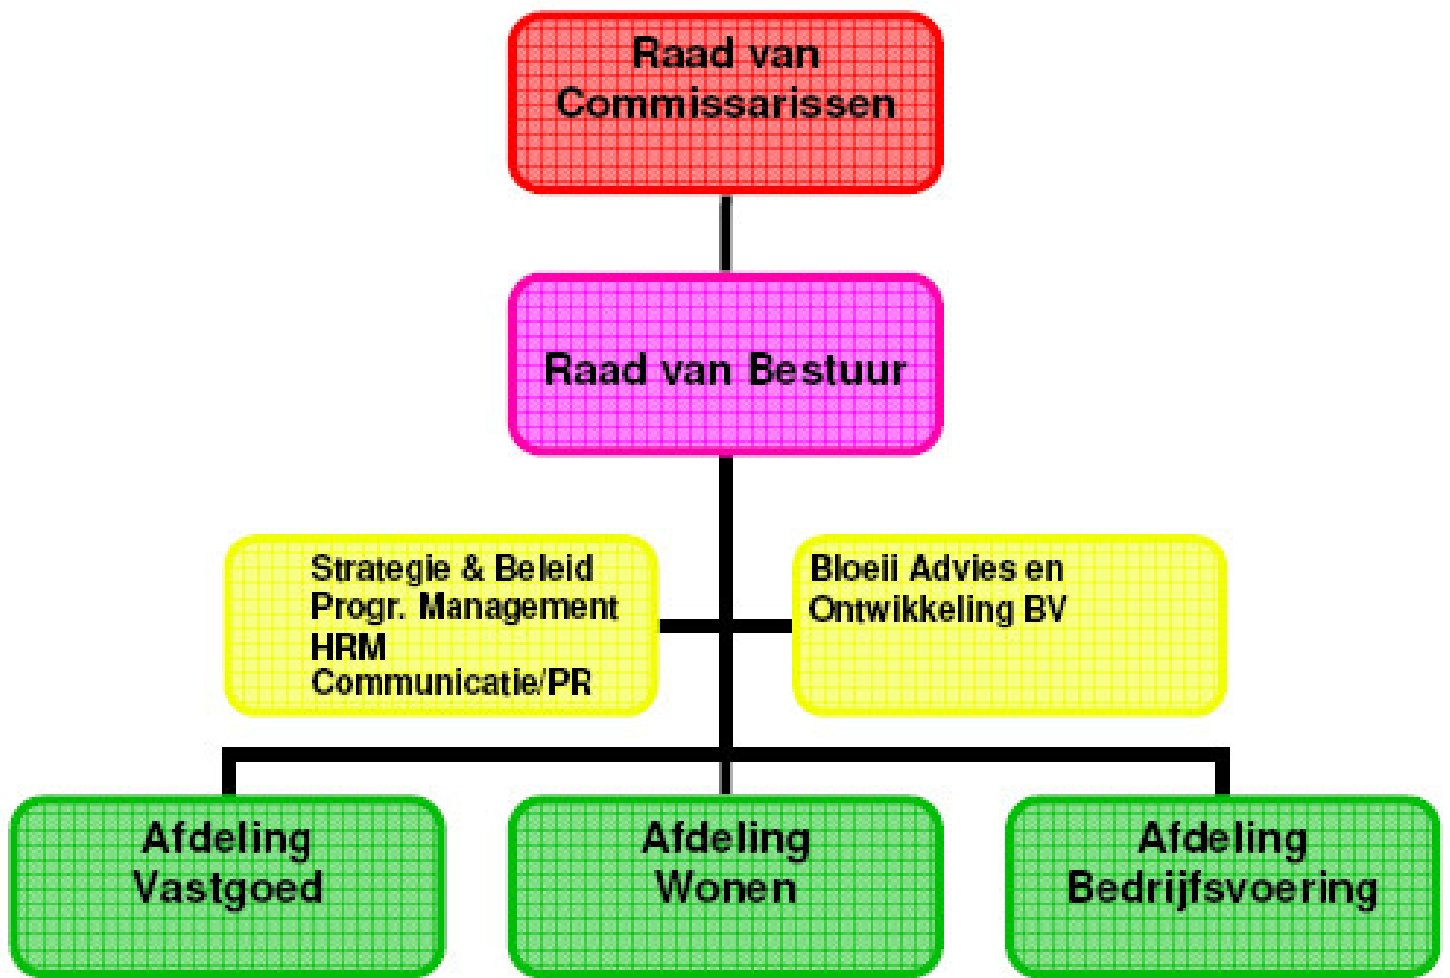 Raad van
Commissarissen
Raad van Bestuur
Strategie & Beleid
Progr. Management
HRM
Communicatie/PR
Bloeii Advies en
Ontwikkeling BV
Afdeling
Vastgoed
Afdeling
Wonen
Afdeling
Bedrijfsvoering